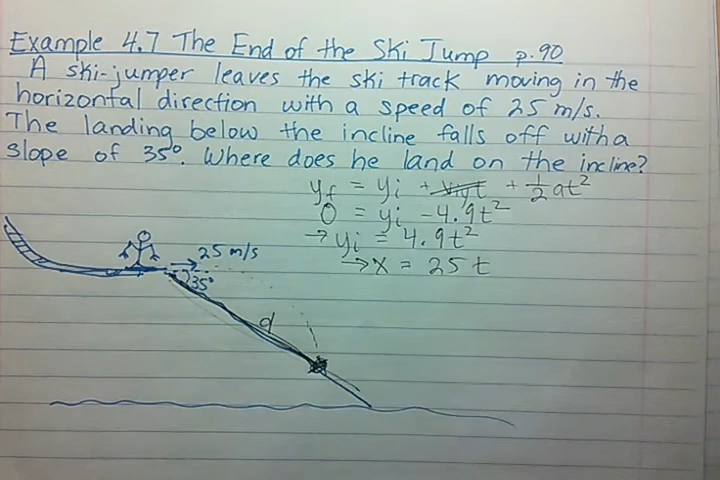 Example 4.7 The End of the Ski Jump p.90
A ski-jumper leaves the ski track moving in the
horizontal direction with a speed of 25 m/s.
The landing below the incline falls off with a
slope of 35°. Where does he land on the incline?
yf = yi + viyt + ½at²
0 = yi - 4.9t²
→ yi = 4.9t²
→ x = 25t
25 m/s
35°
d